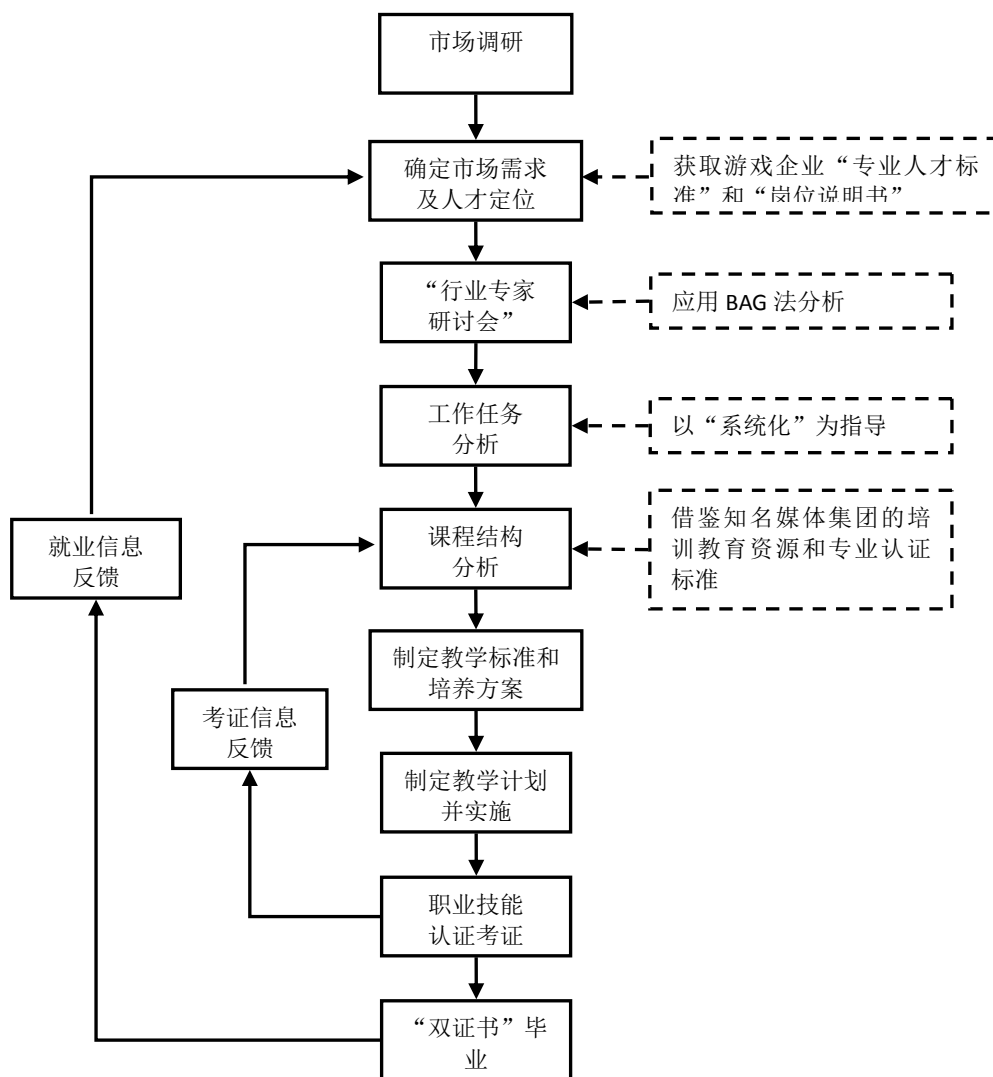 市场调研
确定市场需求
及人才定位
获取游戏企业“专业人才标
准”和“岗位说明书”
“行业专家
研讨会”
应用 BAG 法分析
工作任务
分析
以“系统化”为指导
课程结构
分析
借鉴知名媒体集团的培
训教育资源和专业认证
标准
就业信息
反馈
制定教学标准和
培养方案
考证信息
反馈
制定教学计划
并实施
职业技能
认证考证
“双证书”毕
业